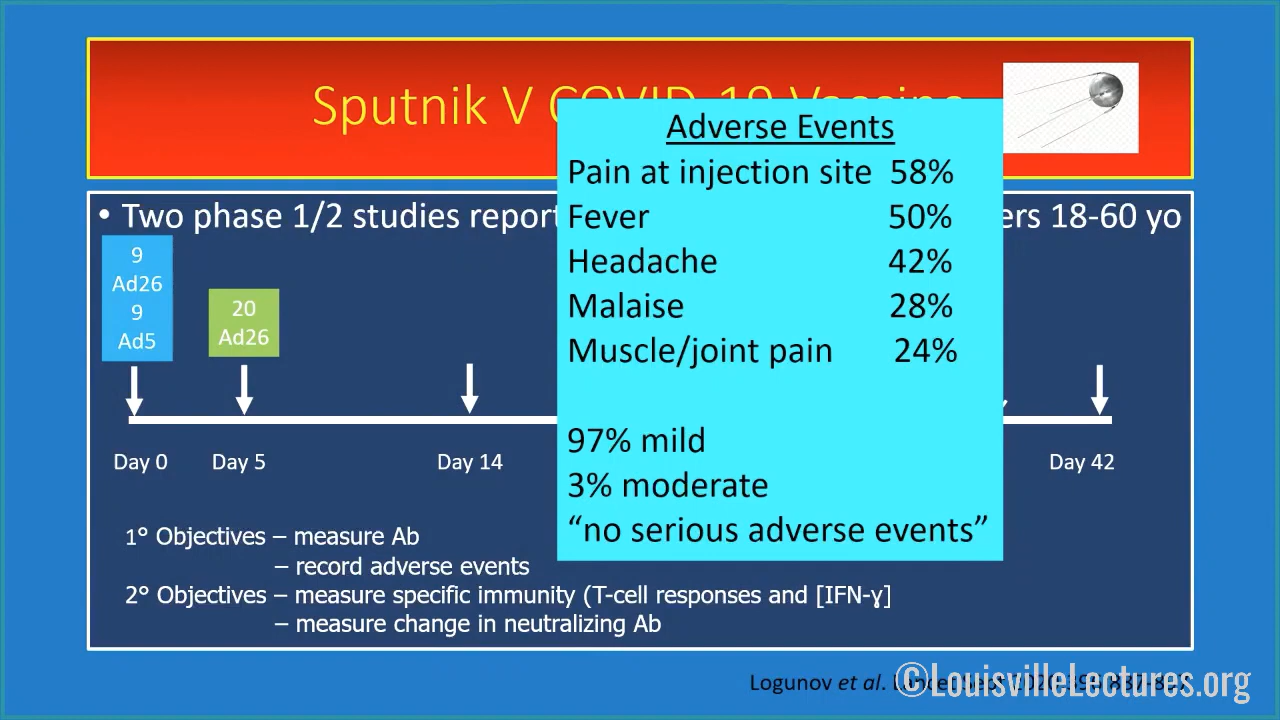 Sputnik V COVID-19 Vaccine
Adverse Events
Pain at injection site 58%
Fever 50%
Headache 42%
Malaise 28%
Muscle/joint pain 24%
97% mild
3% moderate
“no serious adverse events”
• Two phase 1/2 studies report
ers 18-60 yo
9
Ad26
9
Ad5
20
Ad26
Day 0
Day 5
Day 14
Day 42
1° Objectives – measure Ab
– record adverse events
2° Objectives – measure specific immunity (T-cell responses and [IFN-ɣ]
– measure change in neutralizing Ab
Logunov et al.
©LouisvilleLectures.org